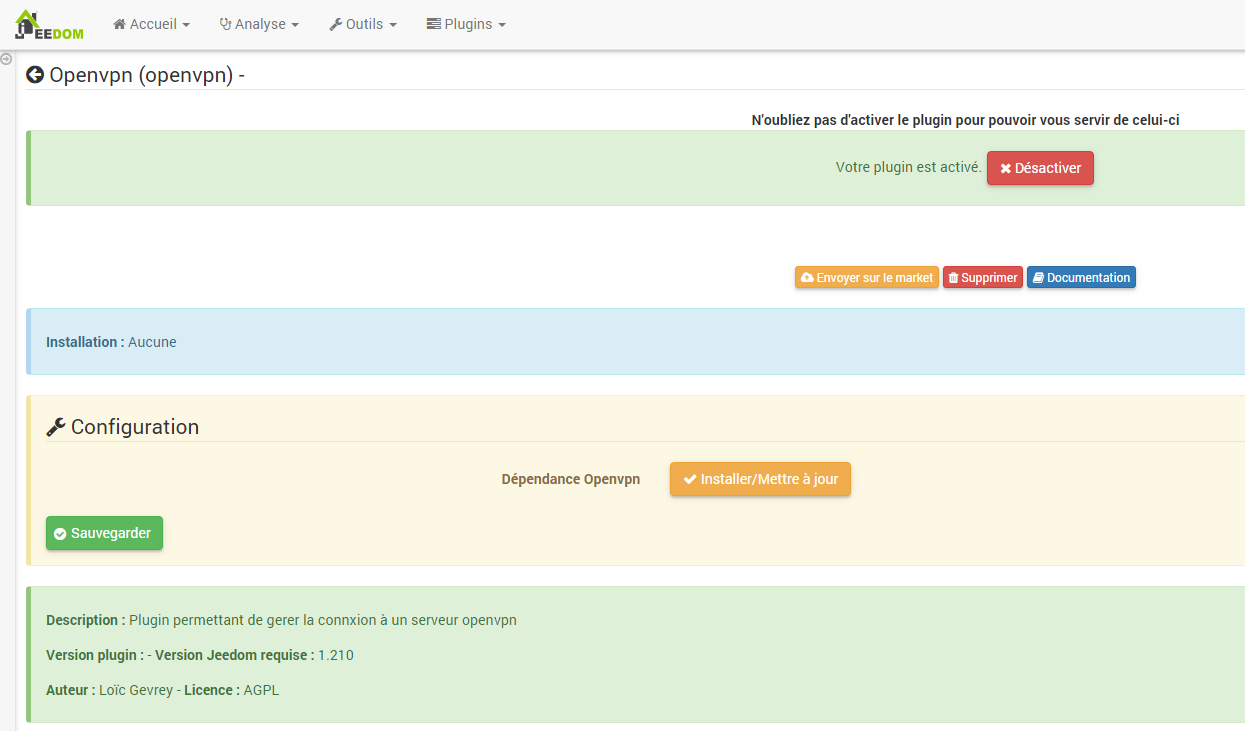 JEEDOM Accueil Analyse Outils Plugins
Openvpn (openvpn) -
N'oubliez pas d'activer le plugin pour pouvoir vous servir de celui-ci
Votre plugin est activé. Désactiver
Envoyer sur le market Supprimer Documentation
Installation : Aucune
Configuration
Dépendance Openvpn Installer/Mettre à jour
Sauvegarder
Description : Plugin permettant de gerer la connxion à un serveur openvpn
Version plugin : - Version Jeedom requise : 1.210
Auteur : Loïc Gevrey - Licence : AGPL